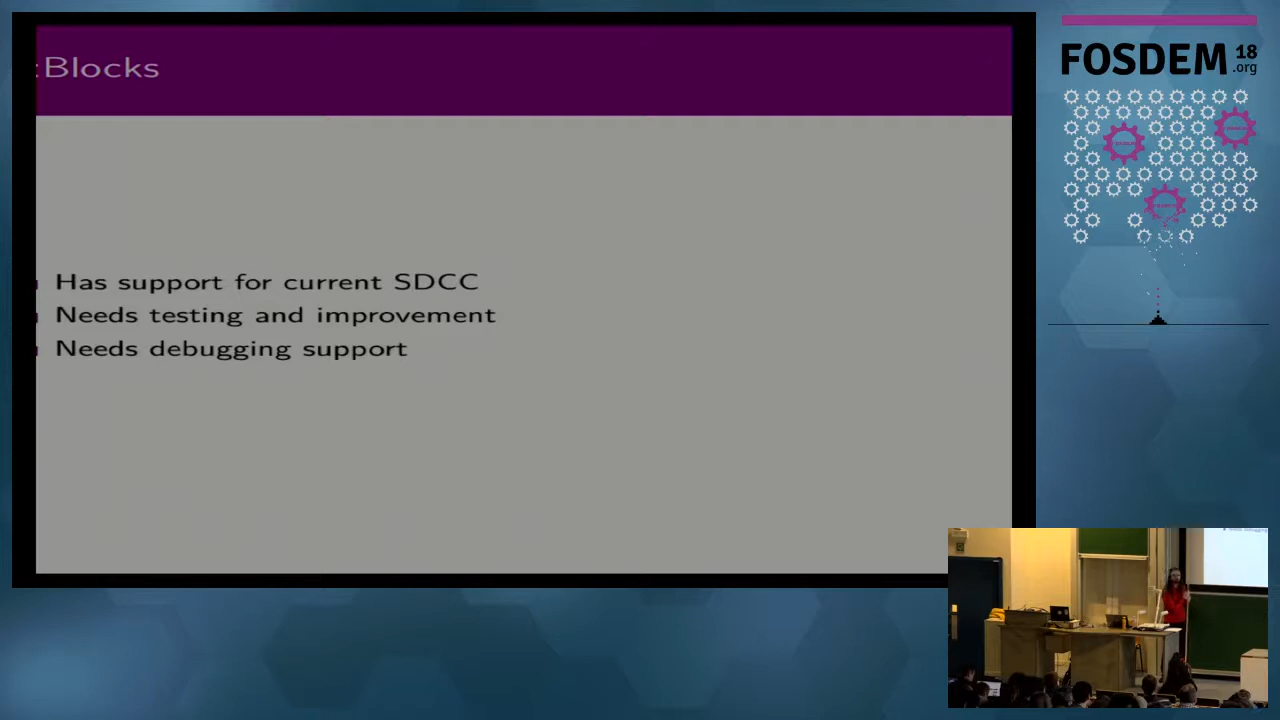 :Blocks
Has support for current SDCC
Needs testing and improvement
Needs debugging support
FOSDEM 18
.org